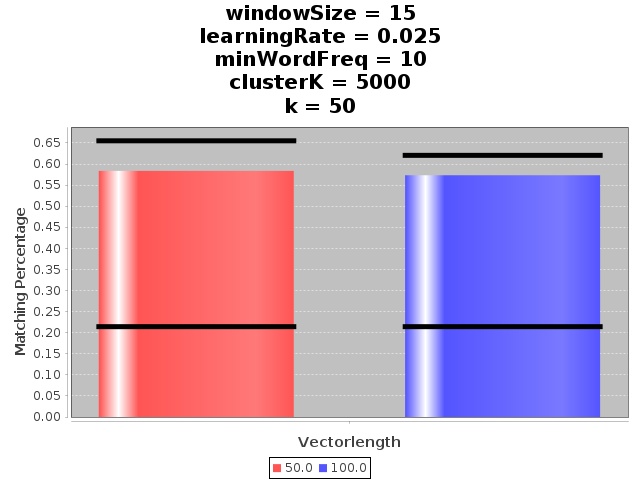 windowSize = 15
learningRate = 0.025
minWordFreq = 10
clusterK = 5000
k = 50
Matching Percentage
0.65
0.60
0.55
0.50
0.45
0.40
0.35
0.30
0.25
0.20
0.15
0.10
0.05
0.00
Vectorlength
50.0 100.0